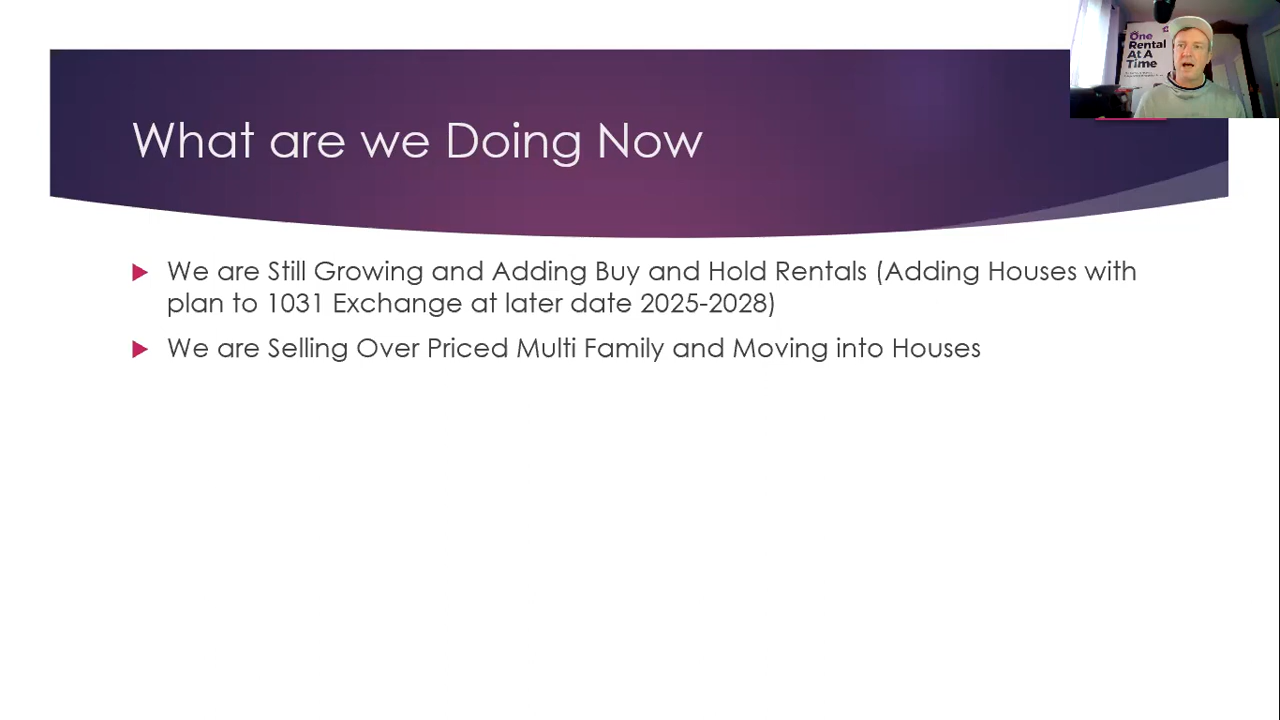 What are we Doing Now
One
Rental
At A
Time
We are Still Growing and Adding Buy and Hold Rentals (Adding Houses with
plan to 1031 Exchange at later date 2025-2028)
We are Selling Over Priced Multi Family and Moving into Houses